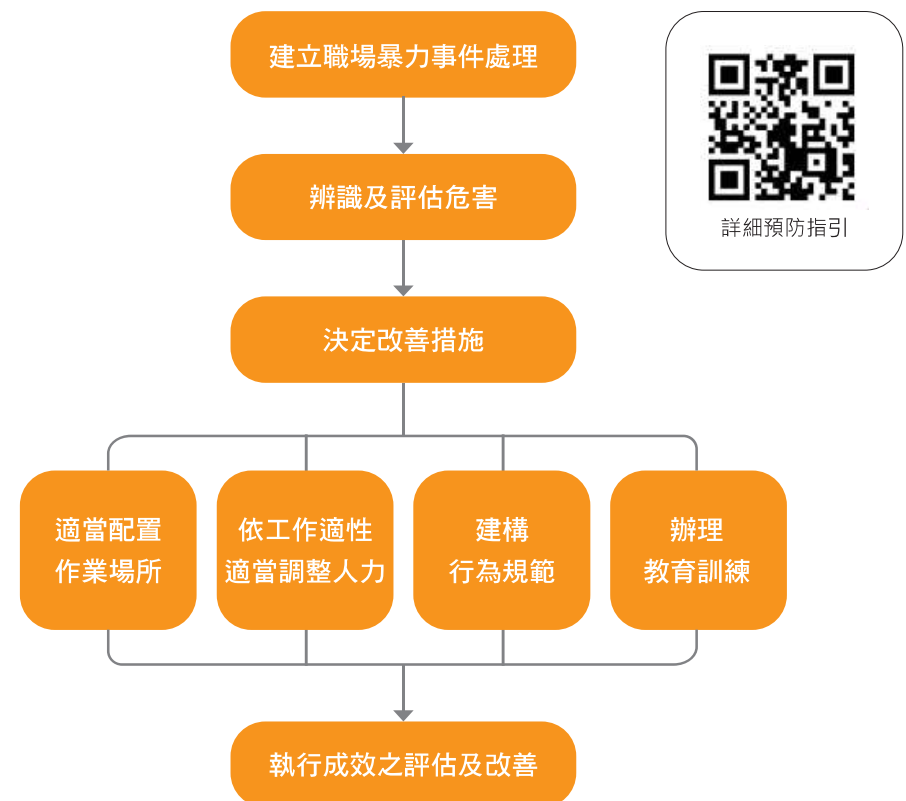 建立職場暴力事件處理
詳細預防指引
辨識及評估危害
決定改善措施
適當配置
作業場所
依工作適性
適當調整人力
建構
行為規範
辦理
教育訓練
執行成效之評估及改善